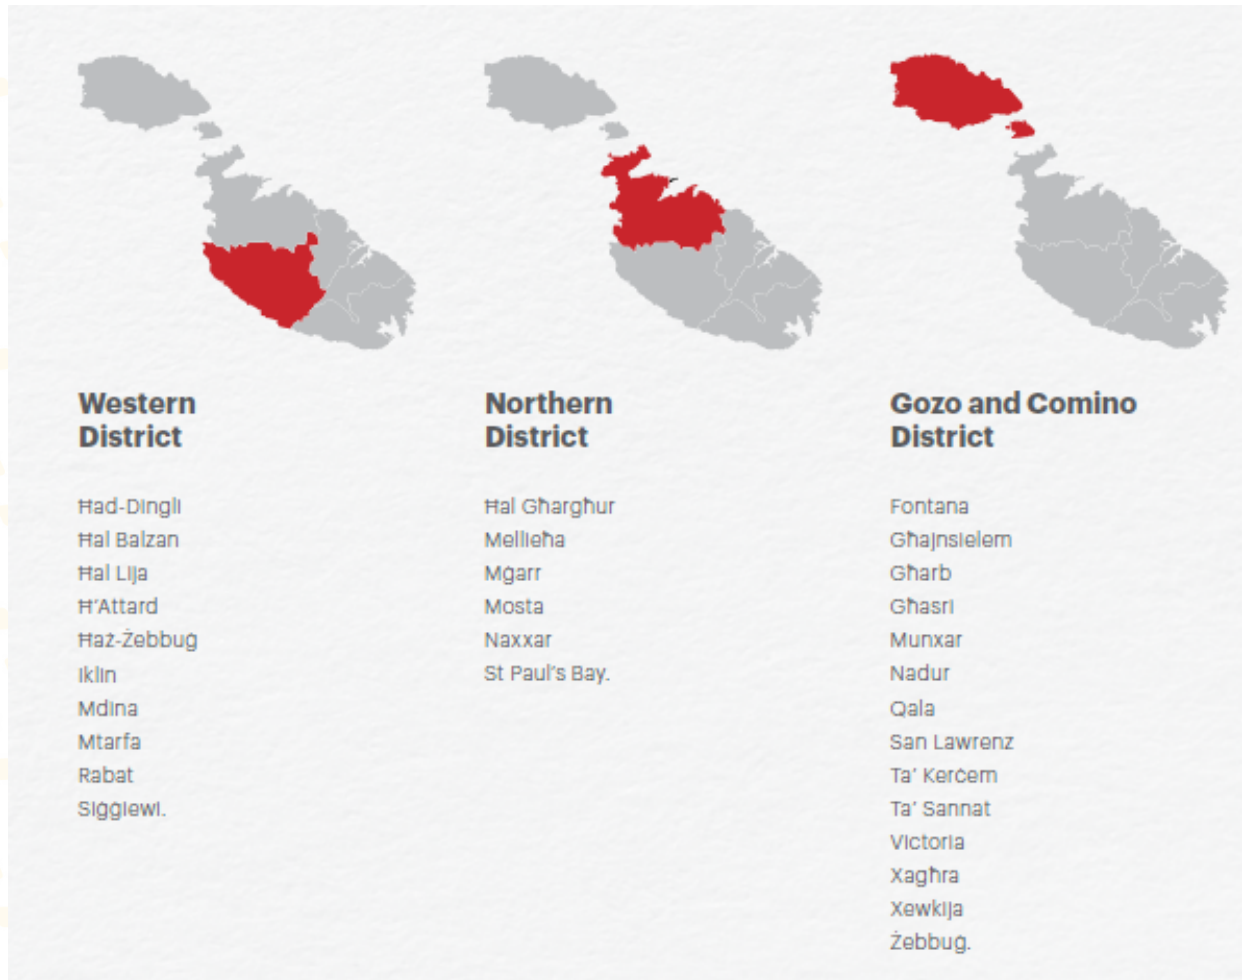 Western
District
Ħad-Dingli
Ħal Balzan
Ħal Lija
Ħ'Attard
Ħaż-Żebbuġ
Iklin
Mdina
Mtarfa
Rabat
Siġġiewi.
Northern
District
Ħal Għargħur
Mellieħa
Mġarr
Mosta
Naxxar
St Paul's Bay.
Gozo and Comino
District
Fontana
Għajnsielem
Għarb
Għasri
Munxar
Nadur
Qala
San Lawrenz
Ta' Kerċem
Ta' Sannat
Victoria
Xagħra
Xewkija
Żebbuġ.